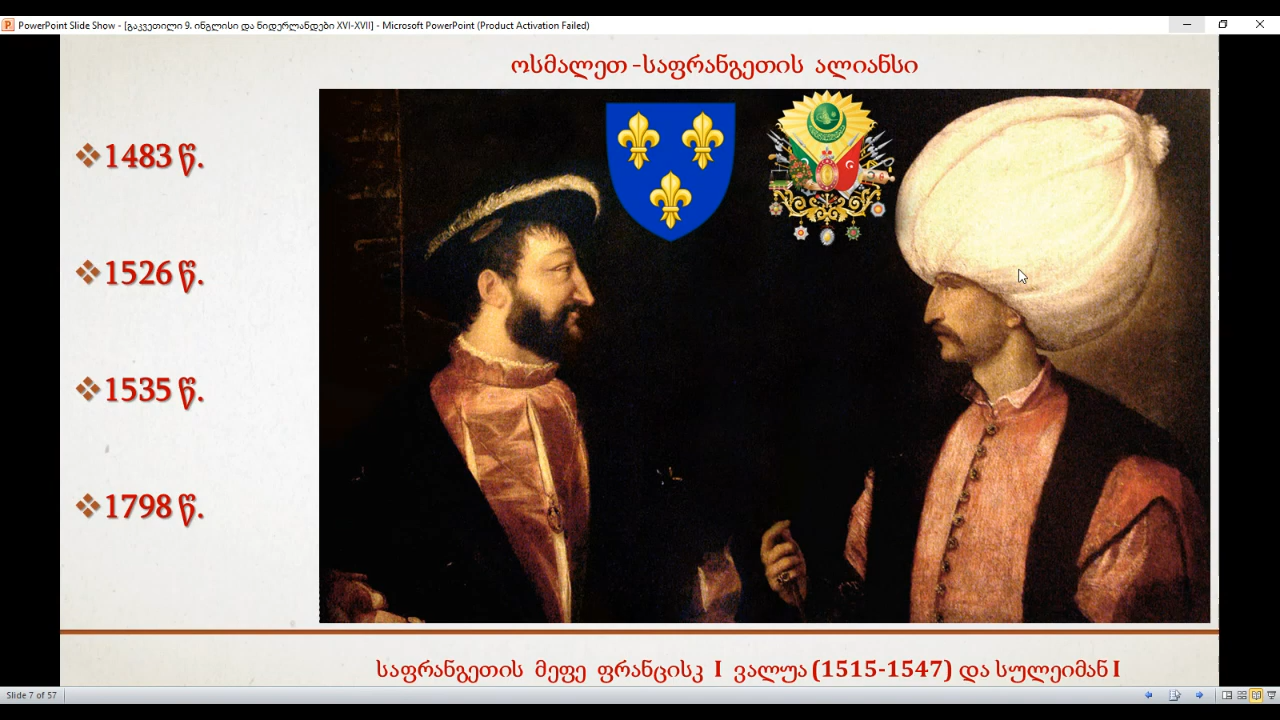 PowerPoint Slide Show - [გაკვეთილი 9. ინგლისი და ნიდერლანდები XVI-XVII] - Microsoft PowerPoint (Product Activation Failed)
ოსმალეთ -საფრანგეთის ალიანსი
1483 წ.
1526 წ.
1535 წ.
1798 წ.
საფრანგეთის მეფე ფრანცისკ I ვალუა (1515-1547) და სულეიმან I
Slide 7 of 57